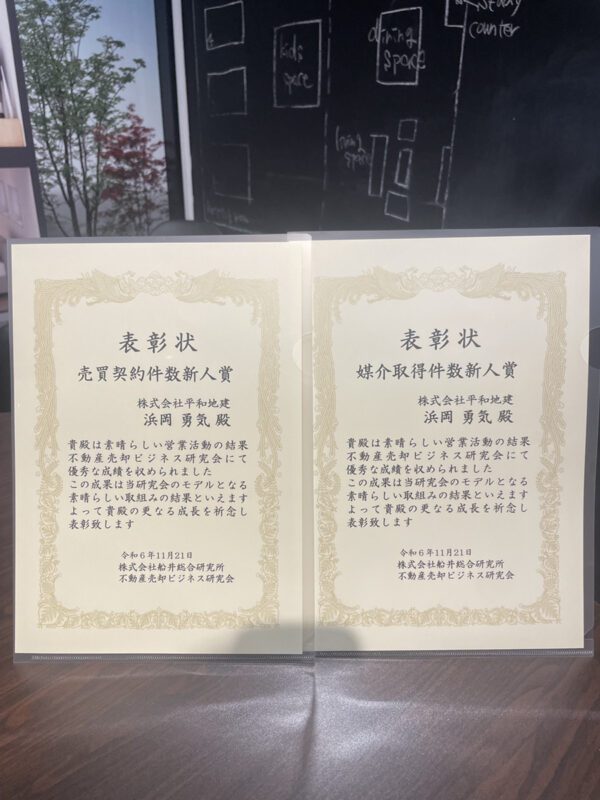 kids
space
dining
space
study
counter
living
space
表彰状
売買契約件数新人賞
株式会社平和地建
浜岡 勇気 殿
貴殿は素晴らしい営業活動の結果
不動産売却ビジネス研究会にて
優秀な成績を収められました
この成果は当研究会のモデルとなる
素晴らしい取組みの結果といえます
よって貴殿の更なる成長を祈念し
表彰致します
令和6年11月21日
株式会社船井総合研究所
不動産売却ビジネス研究会
表彰状
媒介取得件数新人賞
株式会社平和地建
浜岡 勇気 殿
貴殿は素晴らしい営業活動の結果
不動産売却ビジネス研究会にて
優秀な成績を収められました
この成果は当研究会のモデルとなる
素晴らしい取組みの結果といえます
よって貴殿の更なる成長を祈念し
表彰致します
令和6年11月21日
株式会社船井総合研究所
不動産売却ビジネス研究会